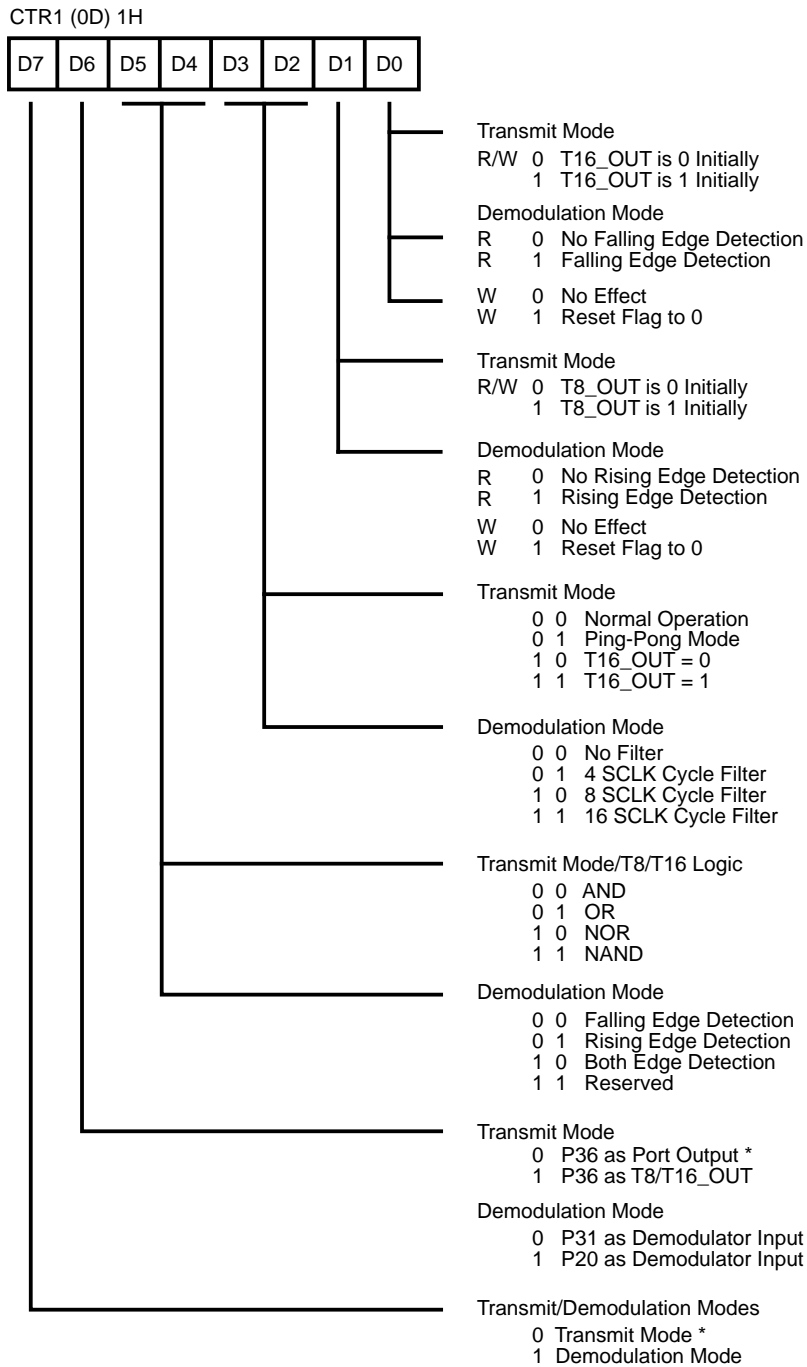 CTR1 (0D) 1H
D7 D6 D5 D4 D3 D2 D1 D0
Transmit Mode
R/W 0 T16_OUT is 0 Initially
1 T16_OUT is 1 Initially
Demodulation Mode
R 0 No Falling Edge Detection
R 1 Falling Edge Detection
W 0 No Effect
W 1 Reset Flag to 0
Transmit Mode
R/W 0 T8_OUT is 0 Initially
1 T8_OUT is 1 Initially
Demodulation Mode
R 0 No Rising Edge Detection
R 1 Rising Edge Detection
W 0 No Effect
W 1 Reset Flag to 0
Transmit Mode
0 0 Normal Operation
0 1 Ping-Pong Mode
1 0 T16_OUT = 0
1 1 T16_OUT = 1
Demodulation Mode
0 0 No Filter
0 1 4 SCLK Cycle Filter
1 0 8 SCLK Cycle Filter
1 1 16 SCLK Cycle Filter
Transmit Mode/T8/T16 Logic
0 0 AND
0 1 OR
1 0 NOR
1 1 NAND
Demodulation Mode
0 0 Falling Edge Detection
0 1 Rising Edge Detection
1 0 Both Edge Detection
1 1 Reserved
Transmit Mode
0 P36 as Port Output *
1 P36 as T8/T16_OUT
Demodulation Mode
0 P31 as Demodulator Input
1 P20 as Demodulator Input
Transmit/Demodulation Modes
0 Transmit Mode *
1 Demodulation Mode